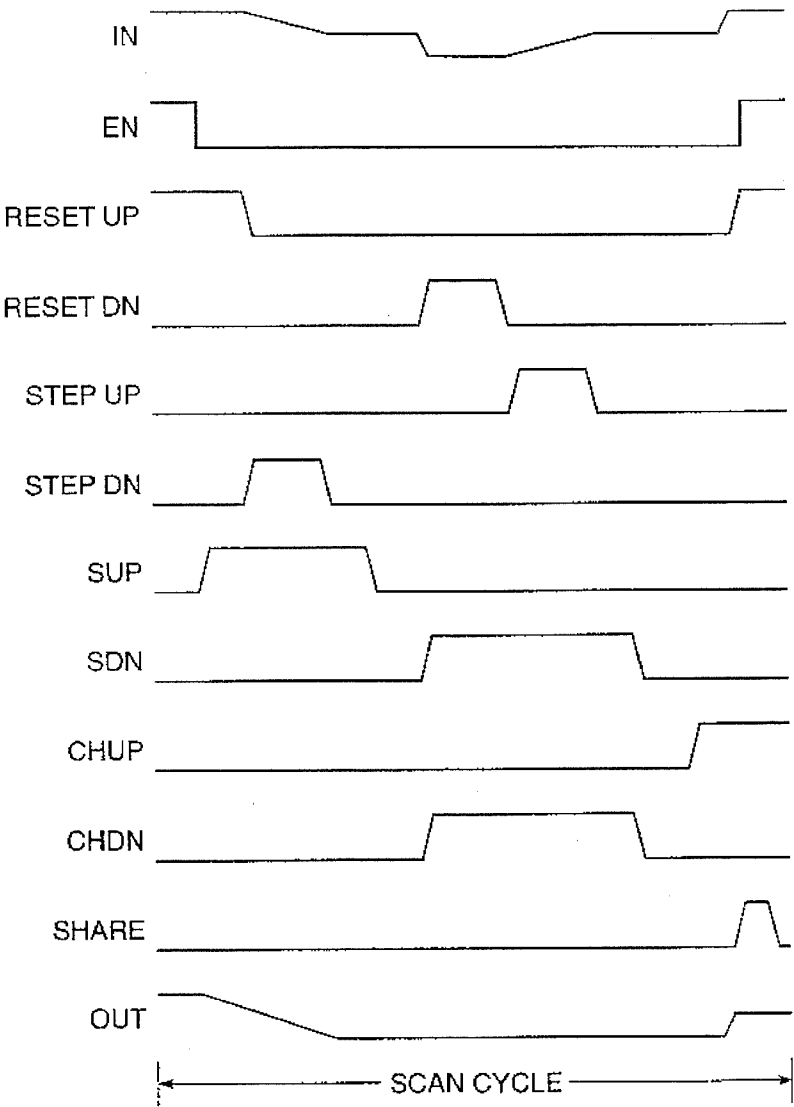 IN
EN
RESET UP
RESET DN
STEP UP
STEP DN
SUP
SDN
CHUP
CHDN
SHARE
OUT
SCAN CYCLE